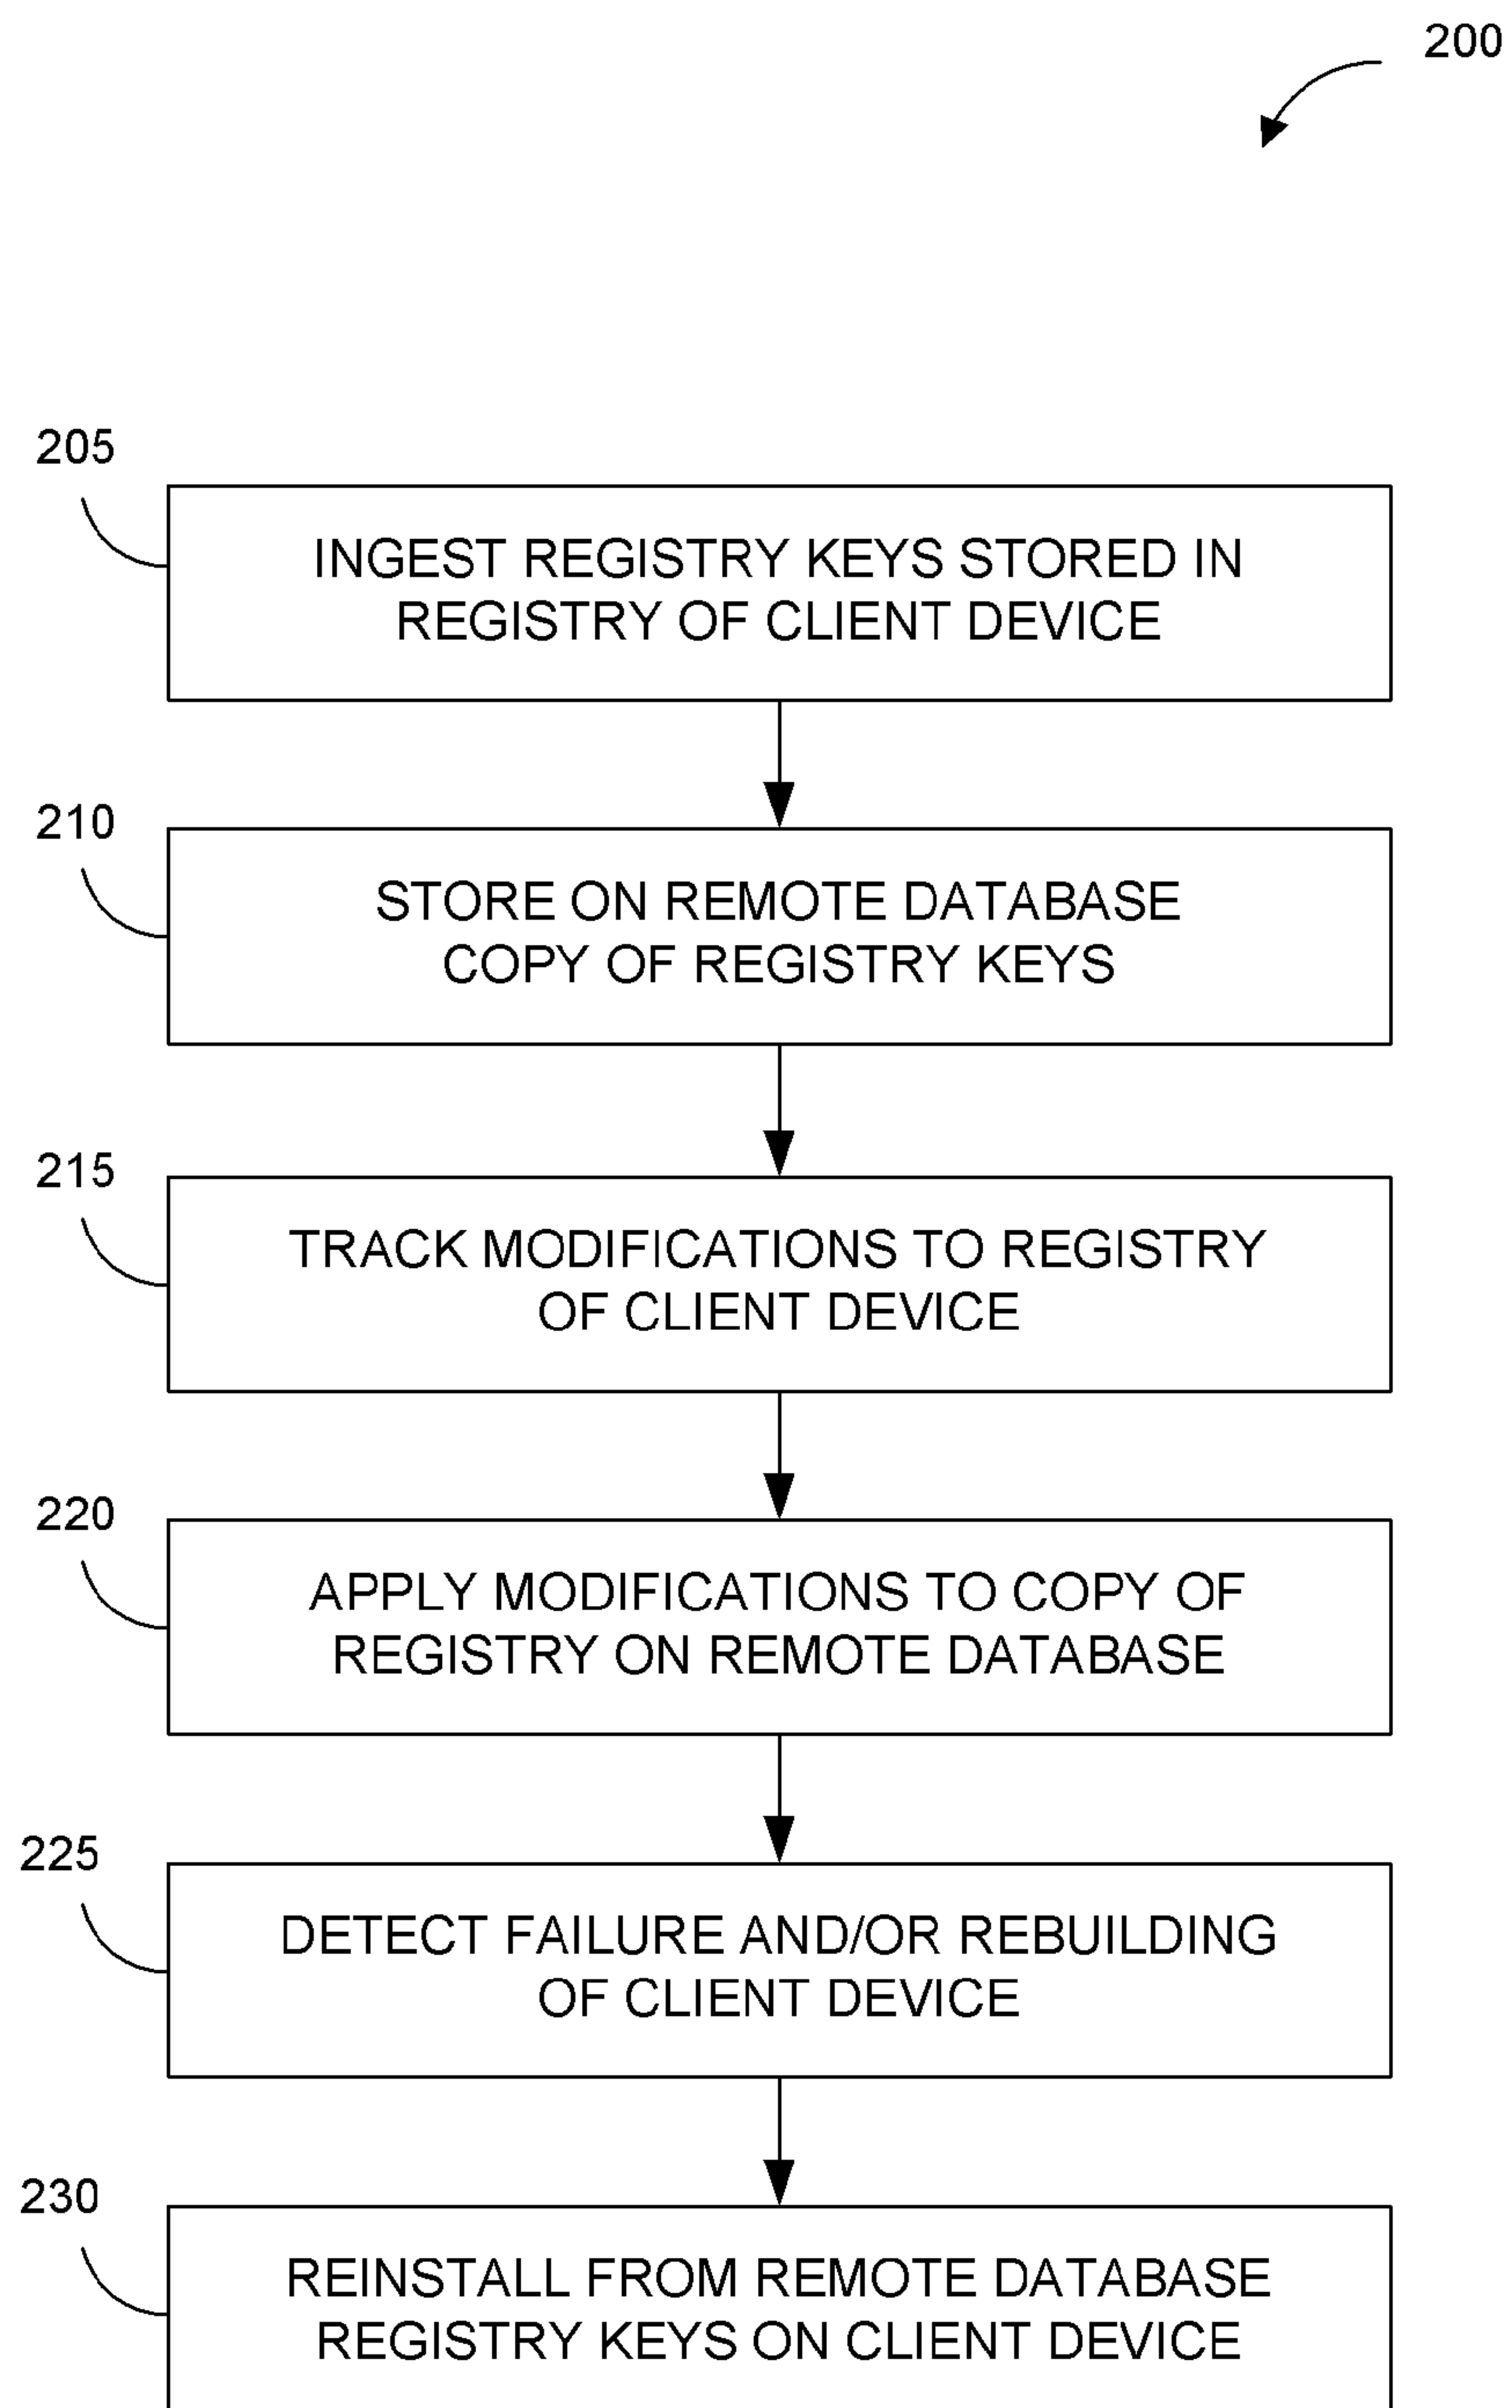 200
205
INGEST REGISTRY KEYS STORED IN
REGISTRY OF CLIENT DEVICE
210
STORE ON REMOTE DATABASE
COPY OF REGISTRY KEYS
215
TRACK MODIFICATIONS TO REGISTRY
OF CLIENT DEVICE
220
APPLY MODIFICATIONS TO COPY OF
REGISTRY ON REMOTE DATABASE
225
DETECT FAILURE AND/OR REBUILDING
OF CLIENT DEVICE
230
REINSTALL FROM REMOTE DATABASE
REGISTRY KEYS ON CLIENT DEVICE